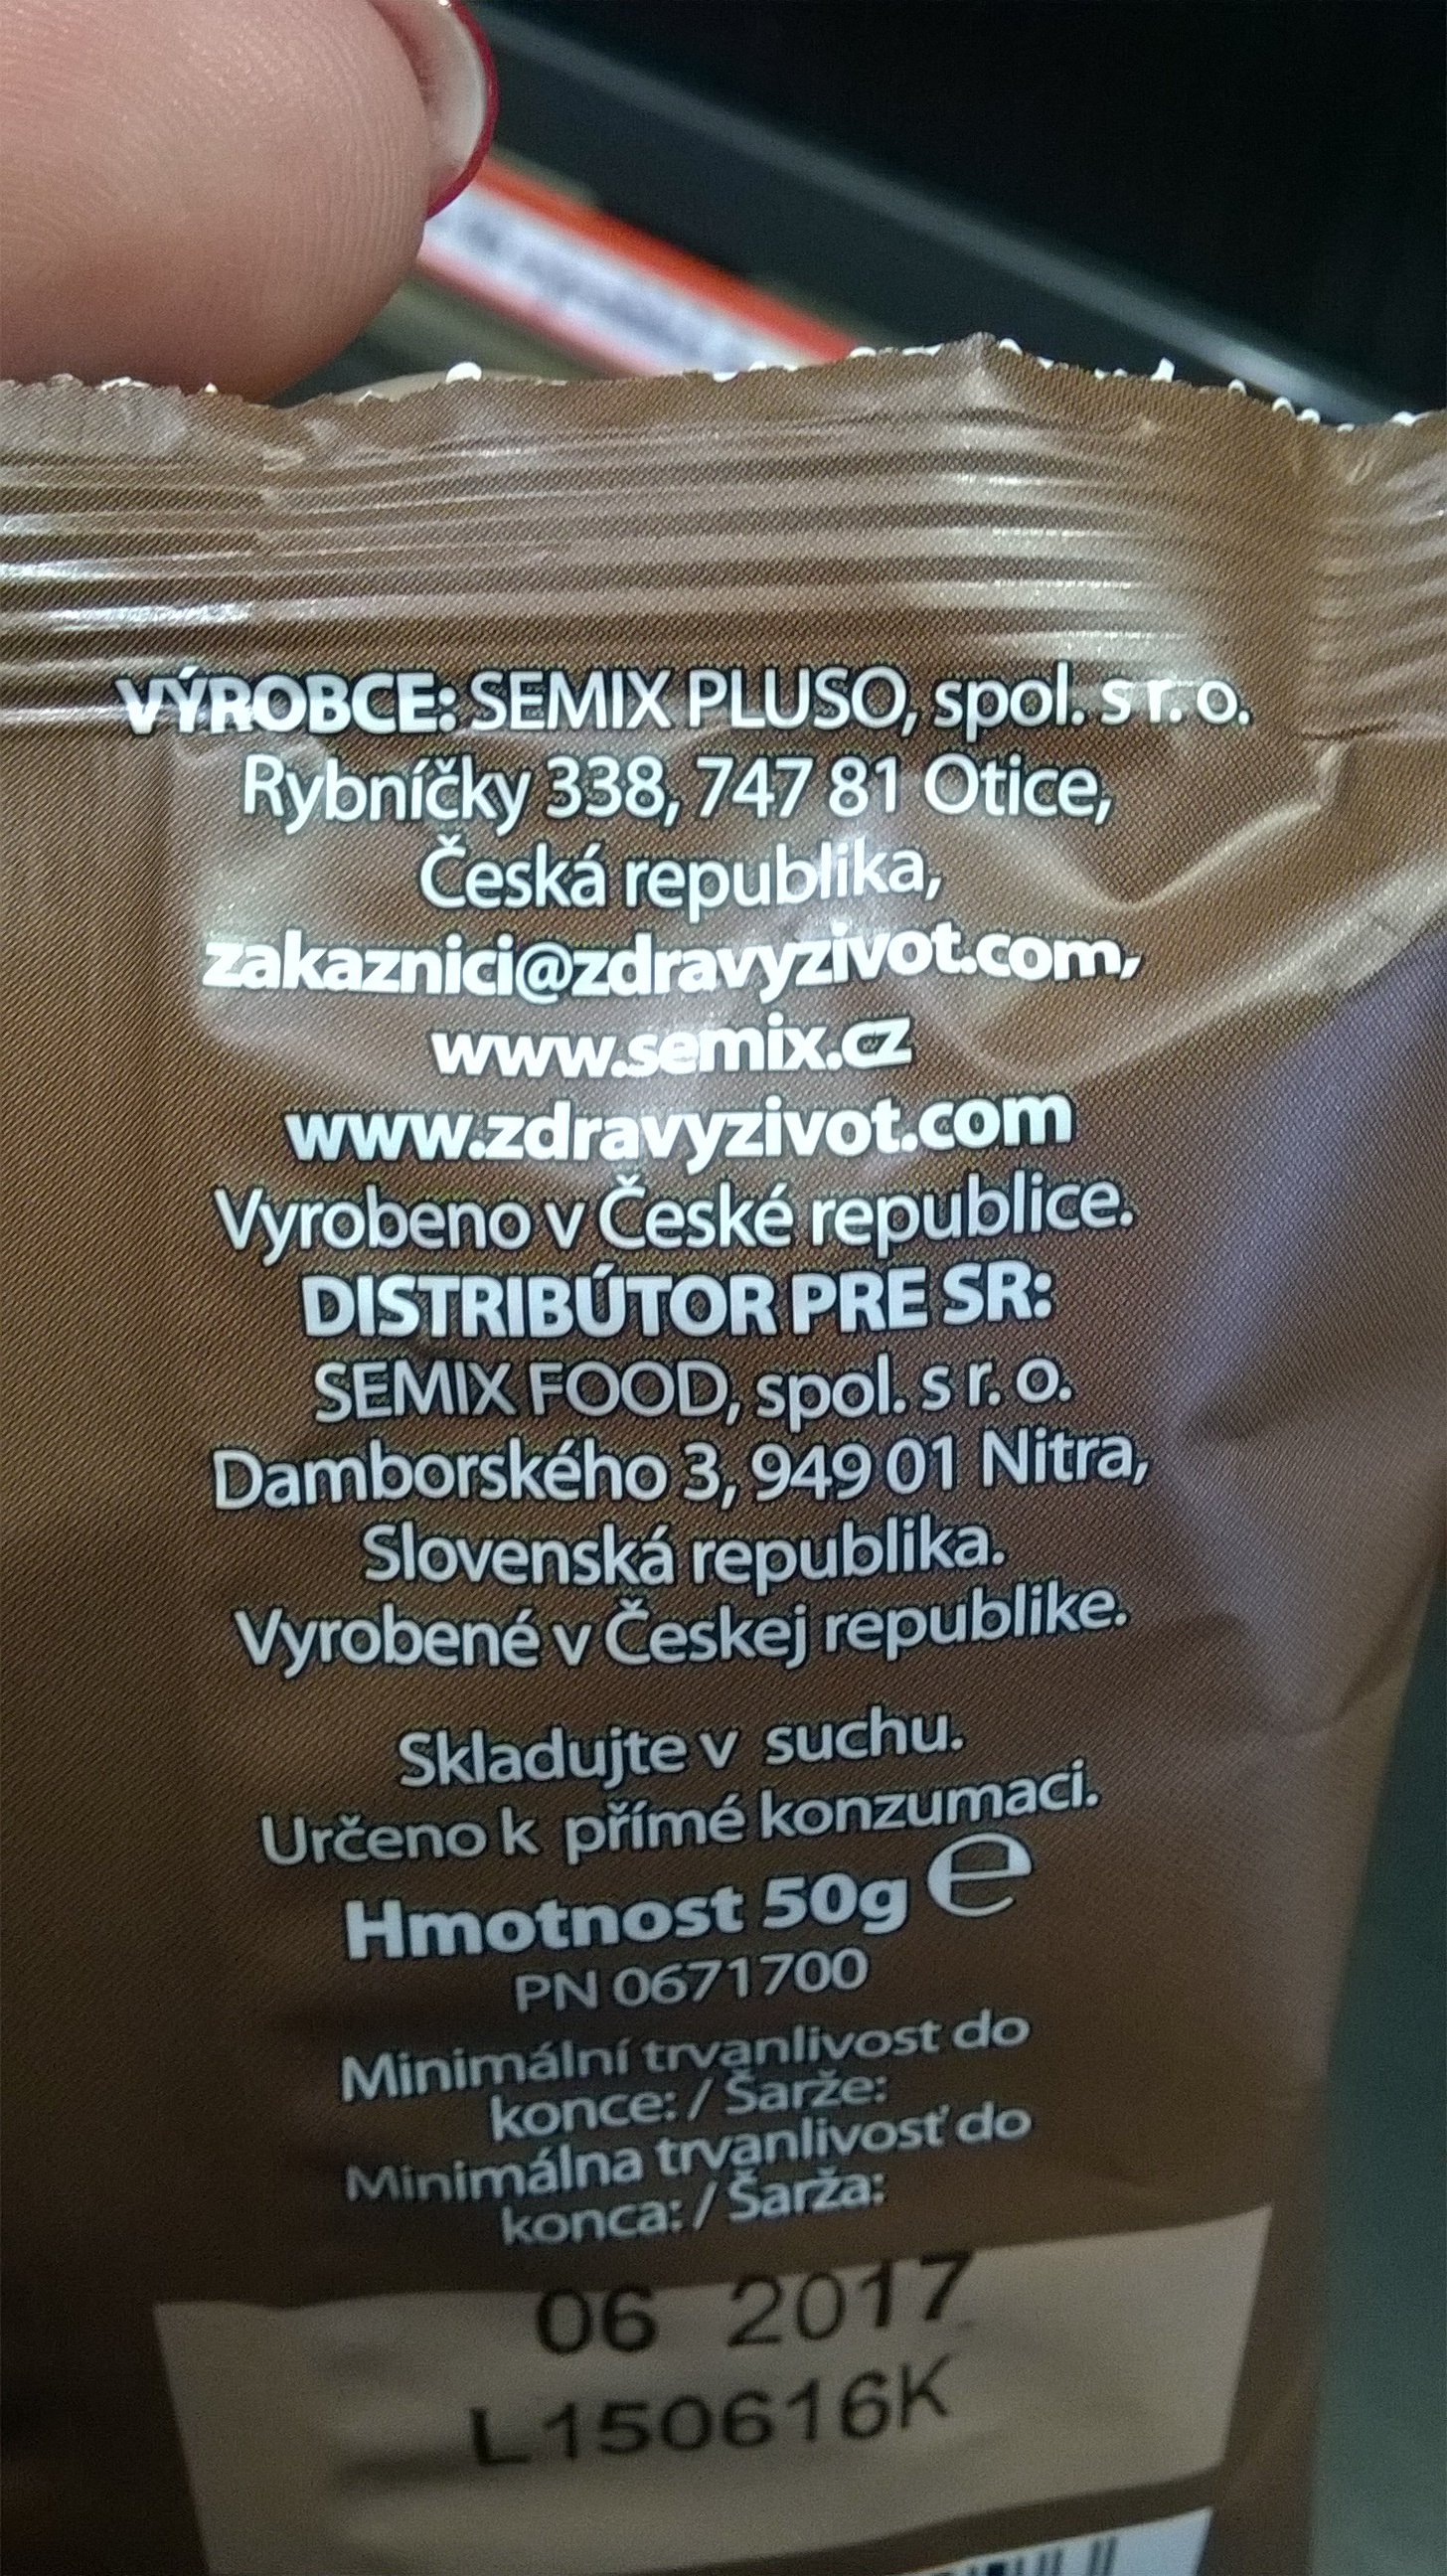 VÝROBCE: SEMIX PLUSO, spol. s r. o.
Rybníčky 338, 747 81 Otice,
Česká republika,
zakaznici@zdravyzivot.com,
www.semix.cz
www.zdravyzivot.com
Vyrobeno v České republice.
DISTRIBÚTOR PRE SR:
SEMIX FOOD, spol. s r. o.
Damborského 3, 949 01 Nitra,
Slovenská republika.
Vyrobené v Českej republike.
Skladujte v suchu.
Určeno k přímé konzumaci.
Hmotnost 50g e
PN 0671700
Minimální trvanlivost do
konce: / Šarže:
Minimálna trvanlivosť do
konca: / Šarža:
06 2017
L150616K